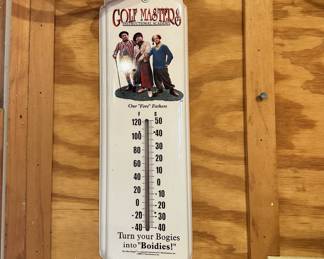 GOLF MASTERS
Our "Fore" Fathers
F C
120 50
100 40
80 30
60 20
40 10
20 0
0 -20
-20 -30
-40 -40
Turn your Bogies
into "Boidies!"